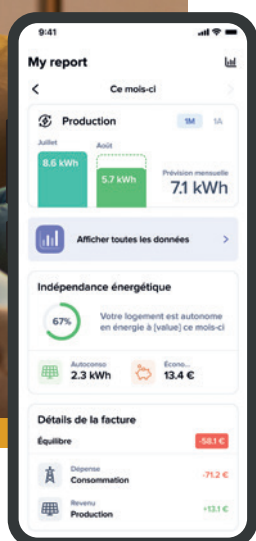 9:41
My report
Ce mois-ci
Production
1M 1A
Juillet
Août
8.6 kWh
5.7 kWh
Prévision mensuelle
7.1 kWh
Afficher toutes les données
Indépendance énergétique
67%
Votre logement est autonome
en énergie à [value] ce mois-ci
Autoconso
2.3 kWh
Écono...
13.4 €
Détails de la facture
Équilibre
-58.1 €
Dépense
Consommation
-71.2 €
Revenu
Production
+13.1 €